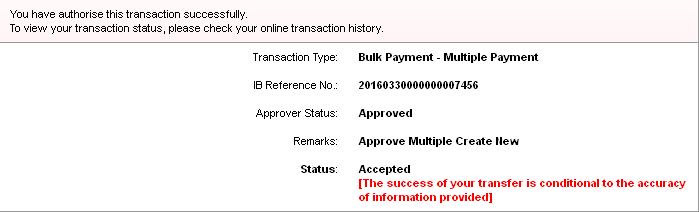 You have authorise this transaction successfully.
To view your transaction status, please check your online transaction history.
Transaction Type: Bulk Payment - Multiple Payment
IB Reference No.: 20160330000000007456
Approver Status: Approved
Remarks: Approve Multiple Create New
Status: Accepted
[The success of your transfer is conditional to the accuracy
of information provided]